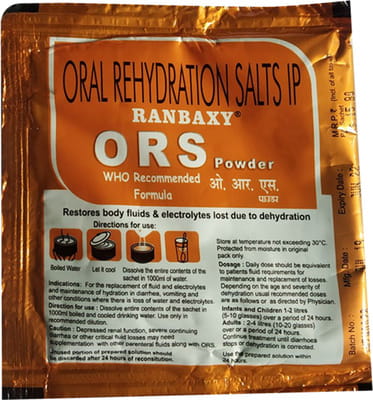 ORAL REHYDRATION SALTS IP
RANBAXY®
ORS Powder
WHO Recommended
Formula
ओ. आर. एस.
पाउडर
Restores body fluids & electrolytes lost due to dehydration
Directions for use:
Boiled Water
Let it cool
Dissolve the entire contents of the
sachet in 1000ml of water.
Indications: For the replacement of fluid and electrolytes
and maintenance of hydration in diarrhea, vomiting and
other conditions where there is loss of water and electrolytes.
Direction for use: Dissolve entire contents of the sachet in
1000ml boiled and cooled drinking water. Use only in
recommended dilution.
Caution: Depressed renal function, severe continuing
diarrhea or other critical fluid losses may need
supplementation with other parenteral fluids along with ORS.
Unused portion of prepared solution should
be discarded after 24 hours of reconsitution.
Store at temperature not exceeding 30°C.
Protected from moisture in original
pack only.
Dosage: Daily dose should be equivalent
to patients fluid requirements for
maintenance and replacement of losses.
Depending on the age and severity of
dehydration usual recommended doses
are as follows or as directed by Physician.
Infants and Children 1-2 litres
(5-10 glasses) over a period of 24 hours.
Adults: 2-4 litres (10-20 glasses)
over a period of 24 hours.
Continue treatment until diarrhoea
stops or dehydration is corrected.
Use the prepared solution within
24 hours.
M.R.P.₹ (Incl. of all
Expiry Date :
Mfg. Date :
Batch No. :